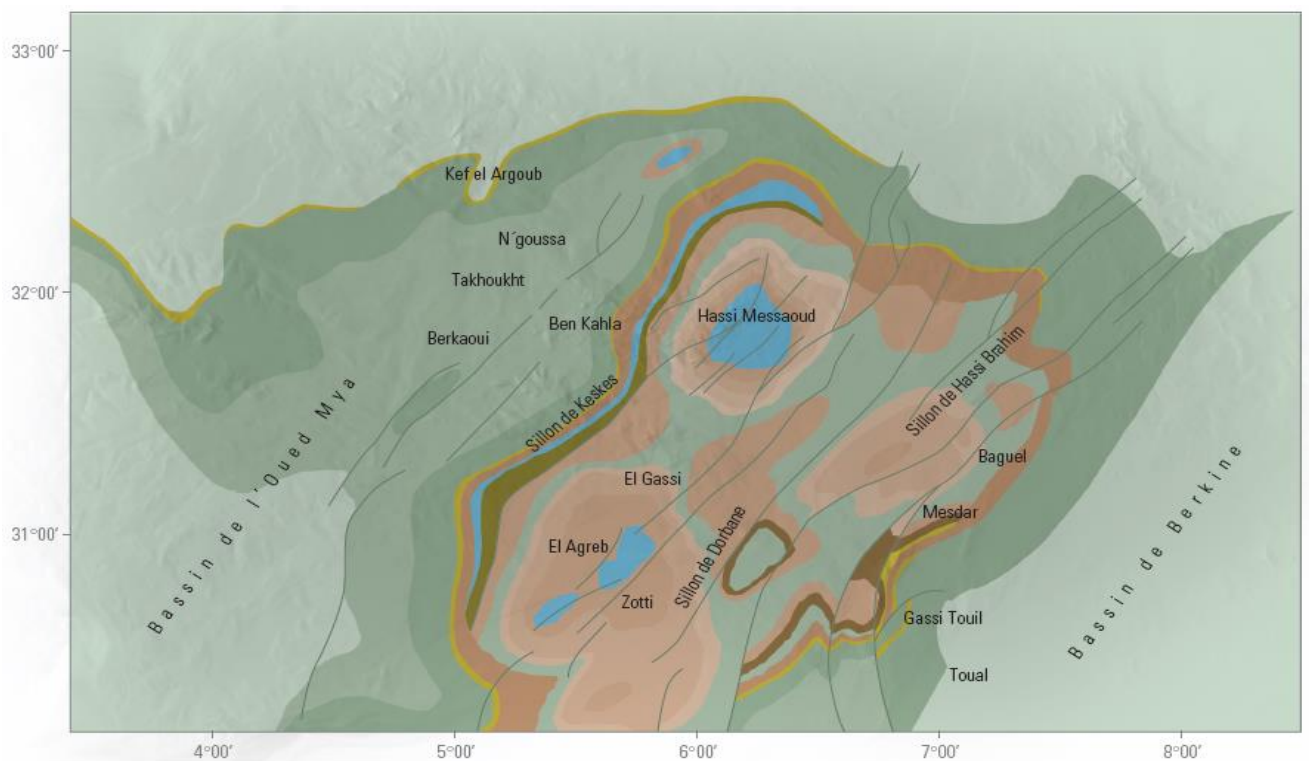 33°00′
Kef el Argoub
N´goussa
32°00′
Takhoukht
Hassi Messaoud
Ben Kahla
Berkaoui
Sillon de Hassi Brahim
Sillon de Keskes
Bassin de l'Oued Mya
El Gassi
Baguel
Mesdar
31°00′
El Agreb
Sillon de Dorbane
Bassin de Berkine
Zotti
Gassi Touil
Toual
4°00′ 5°00′ 6°00′ 7°00′ 8°00′